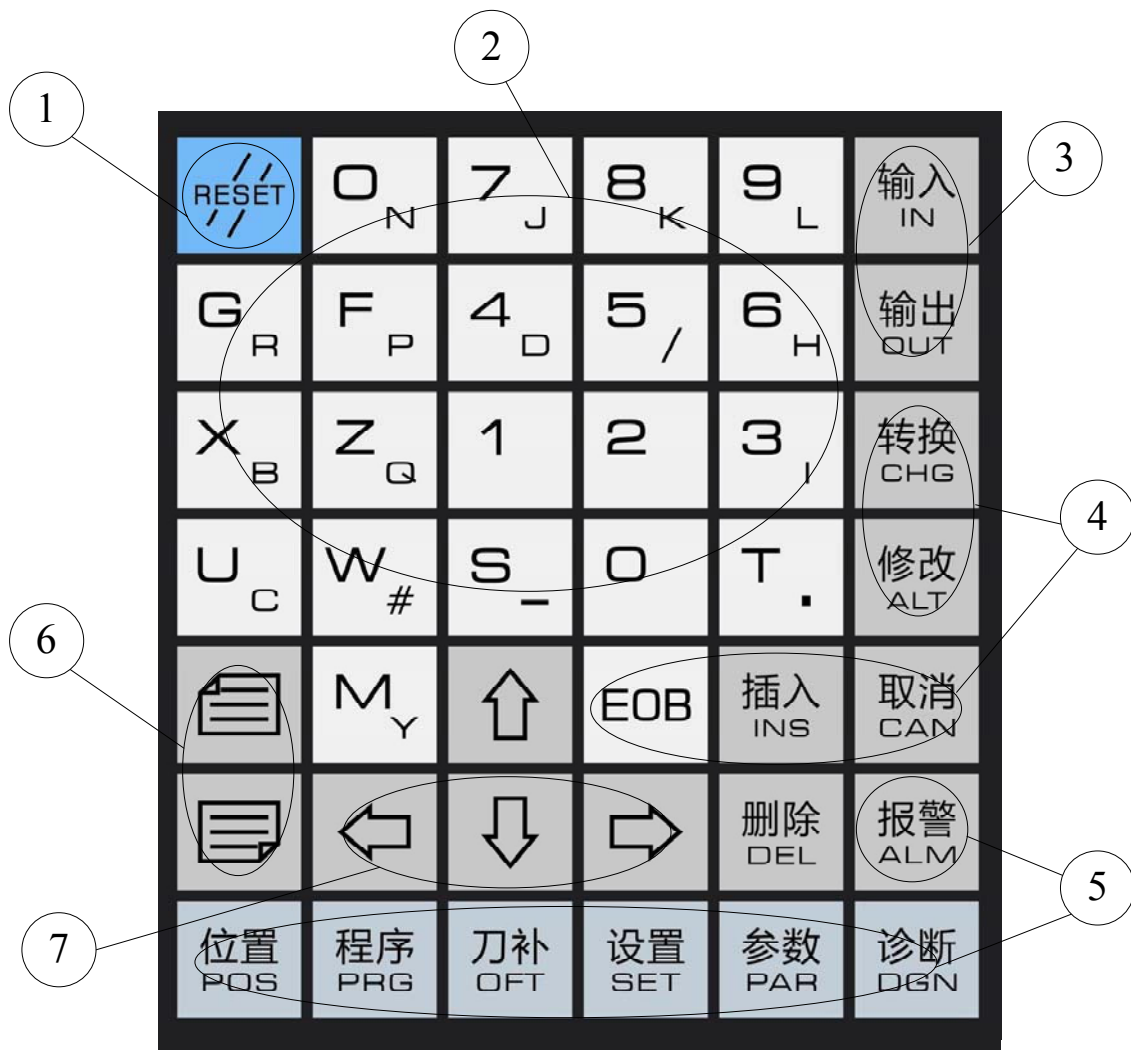 2
1
3
RESET
O N
7 J
8 K
9 L
输入
IN
G R
F P
4 D
5 /
6 H
输出
OUT
X B
Z Q
1
2
3 I
转换
CHG
4
U C
W #
S _
0
T .
修改
ALT
6
M Y
EOB
插入
INS
取消
CAN
删除
DEL
报警
ALM
5
7
位置
POS
程序
PRG
刀补
OFT
设置
SET
参数
PAR
诊断
DGN